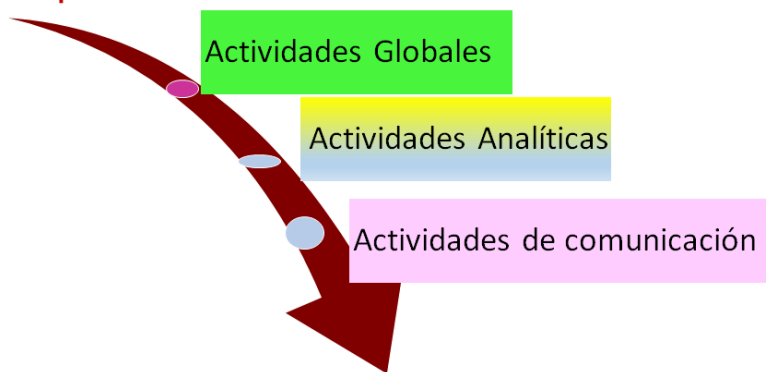 Actividades Globales
Actividades Analíticas
Actividades de comunicación